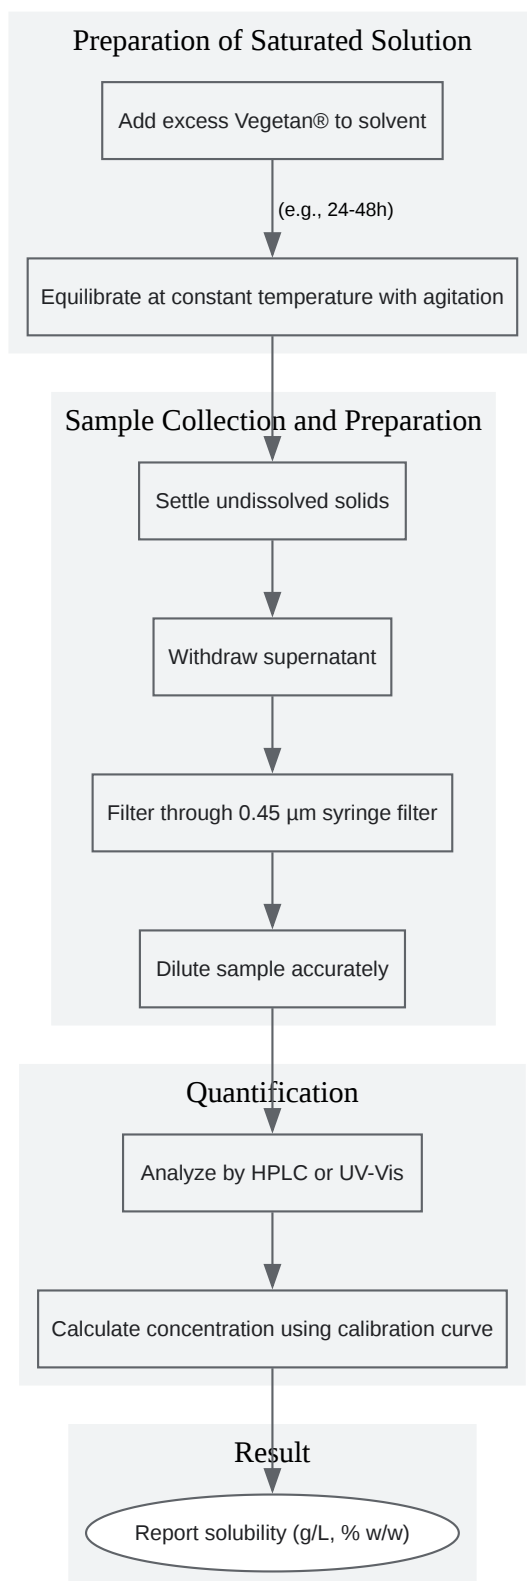 Preparation of Saturated Solution
Add excess Vegetan® to solvent
(e.g., 24-48h)
Equilibrate at constant temperature with agitation
Sample Collection and Preparation
Settle undissolved solids
Withdraw supernatant
Filter through 0.45 µm syringe filter
Dilute sample accurately
Quantification
Analyze by HPLC or UV-Vis
Calculate concentration using calibration curve
Result
Report solubility (g/L, % w/w)